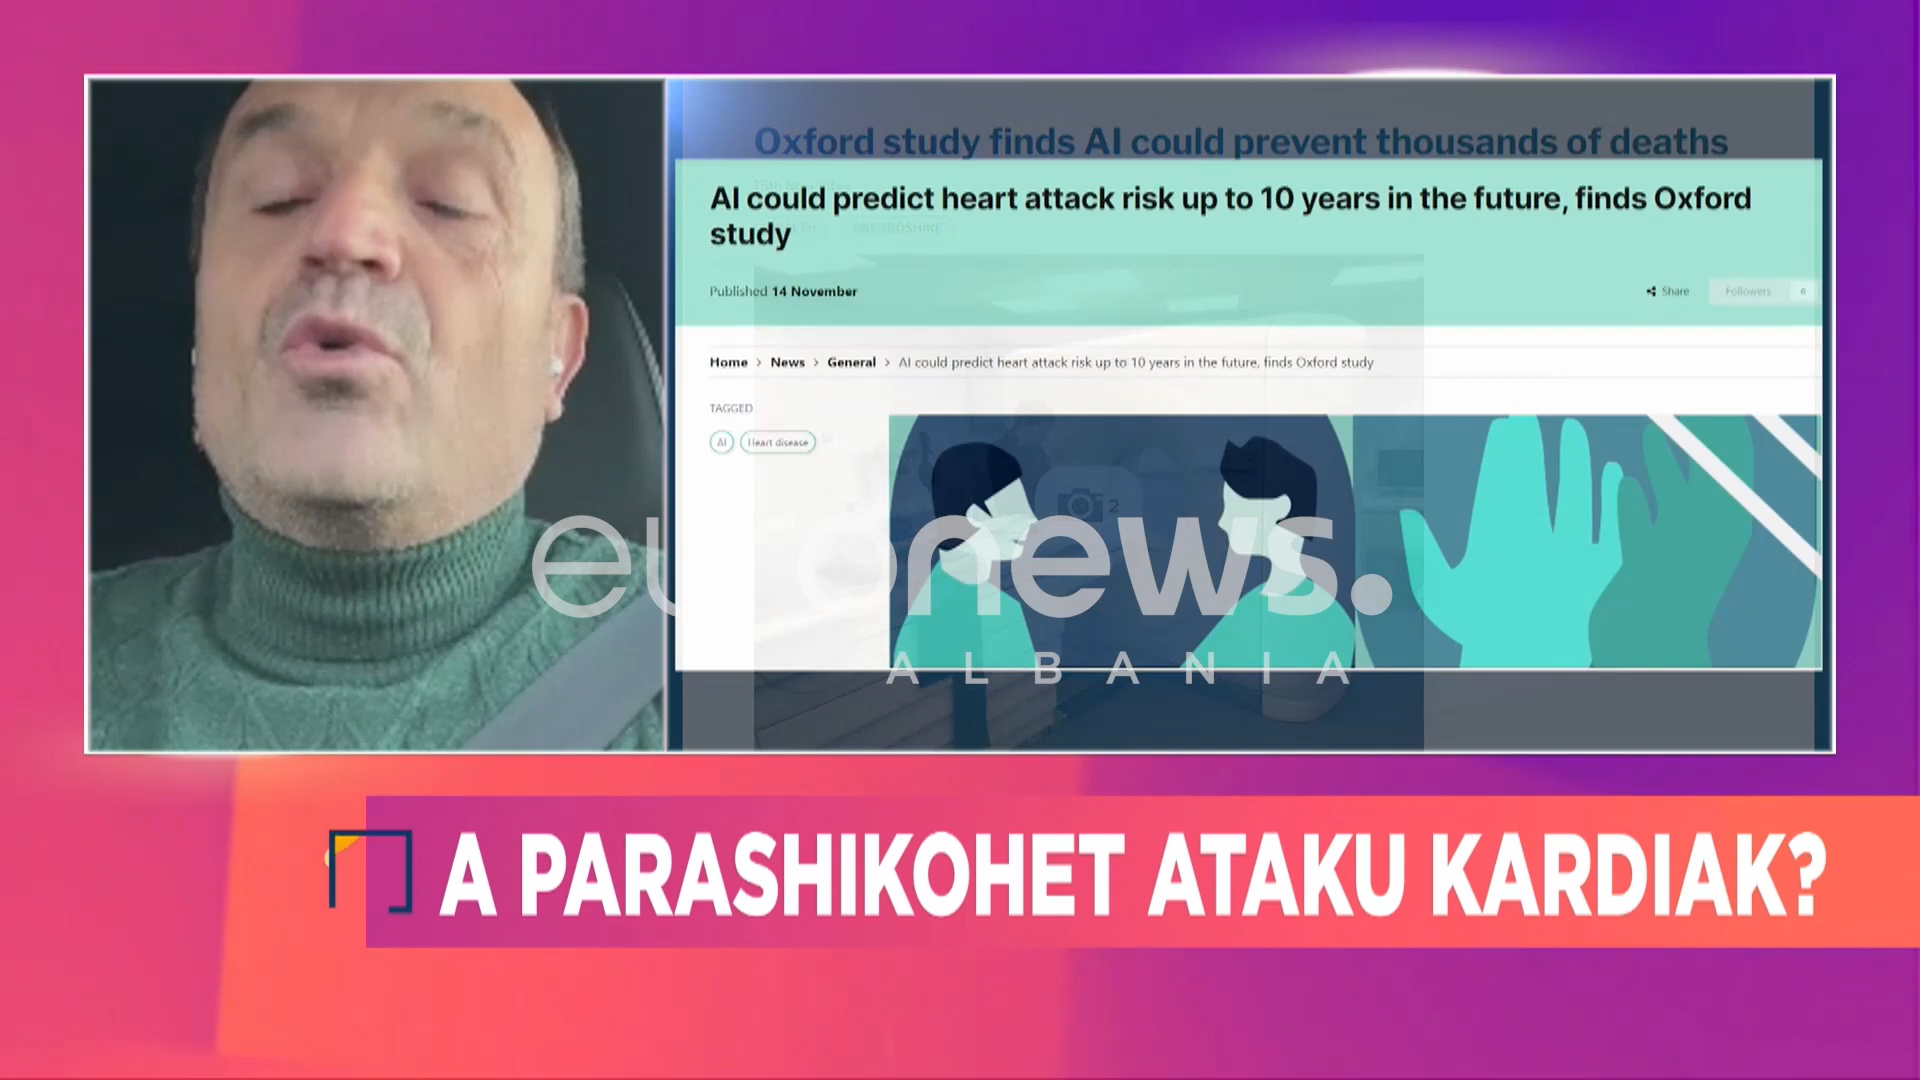 Oxford study finds AI could prevent thousands of deaths
AI could predict heart attack risk up to 10 years in the future, finds Oxford
study
Published 14 November
Share
Followers
0
Home > News > General > AI could predict heart attack risk up to 10 years in the future, finds Oxford study
TAGGED
AI
Heart disease
2
euronews.
ALBANIA
A PARASHIKOHET ATAKU KARDIAK?